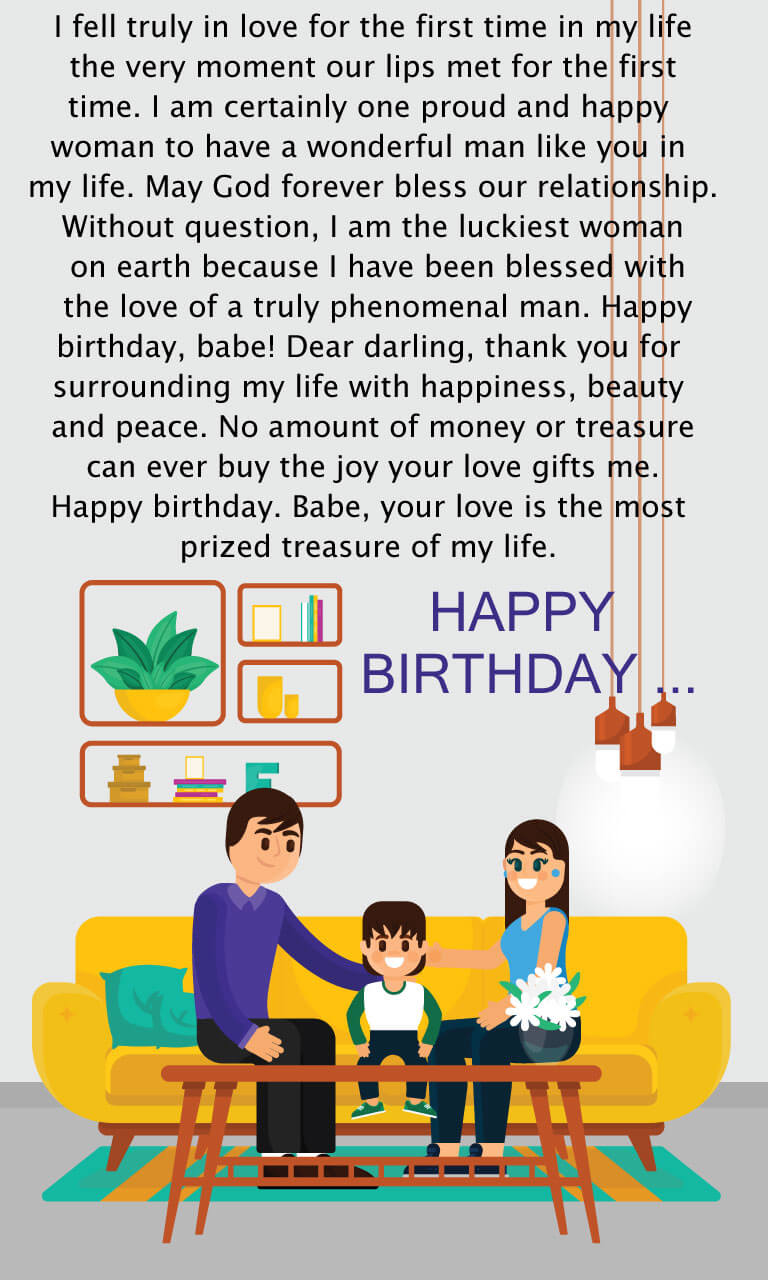 I fell truly in love for the first time in my life
the very moment our lips met for the first
time. I am certainly one proud and happy
woman to have a wonderful man like you in
my life. May God forever bless our relationship.
Without question, I am the luckiest woman
on earth because I have been blessed with
the love of a truly phenomenal man. Happy
birthday, babe! Dear darling, thank you for
surrounding my life with happiness, beauty
and peace. No amount of money or treasure
can ever buy the joy your love gifts me.
Happy birthday. Babe, your love is the most
prized treasure of my life.
HAPPY
BIRTHDAY ...